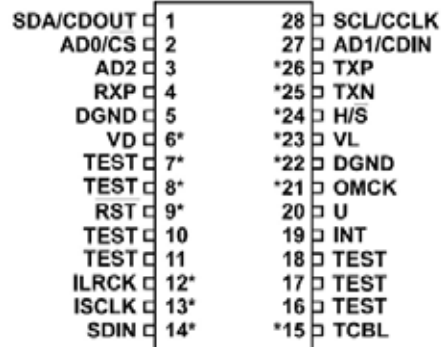 SDA/CDOUT 1 28 SCL/CCLK
AD0/CS 2 27 AD1/CDIN
AD2 3 *26 TXP
RXP 4 *25 TXN
DGND 5 *24 H/S
VD 6* *23 VL
TEST 7* *22 DGND
TEST 8* *21 OMCK
RST 9* 20 U
TEST 10 19 INT
TEST 11 18 TEST
ILRCK 12* 17 TEST
ISCLK 13* 16 TEST
SDIN 14* *15 TCBL